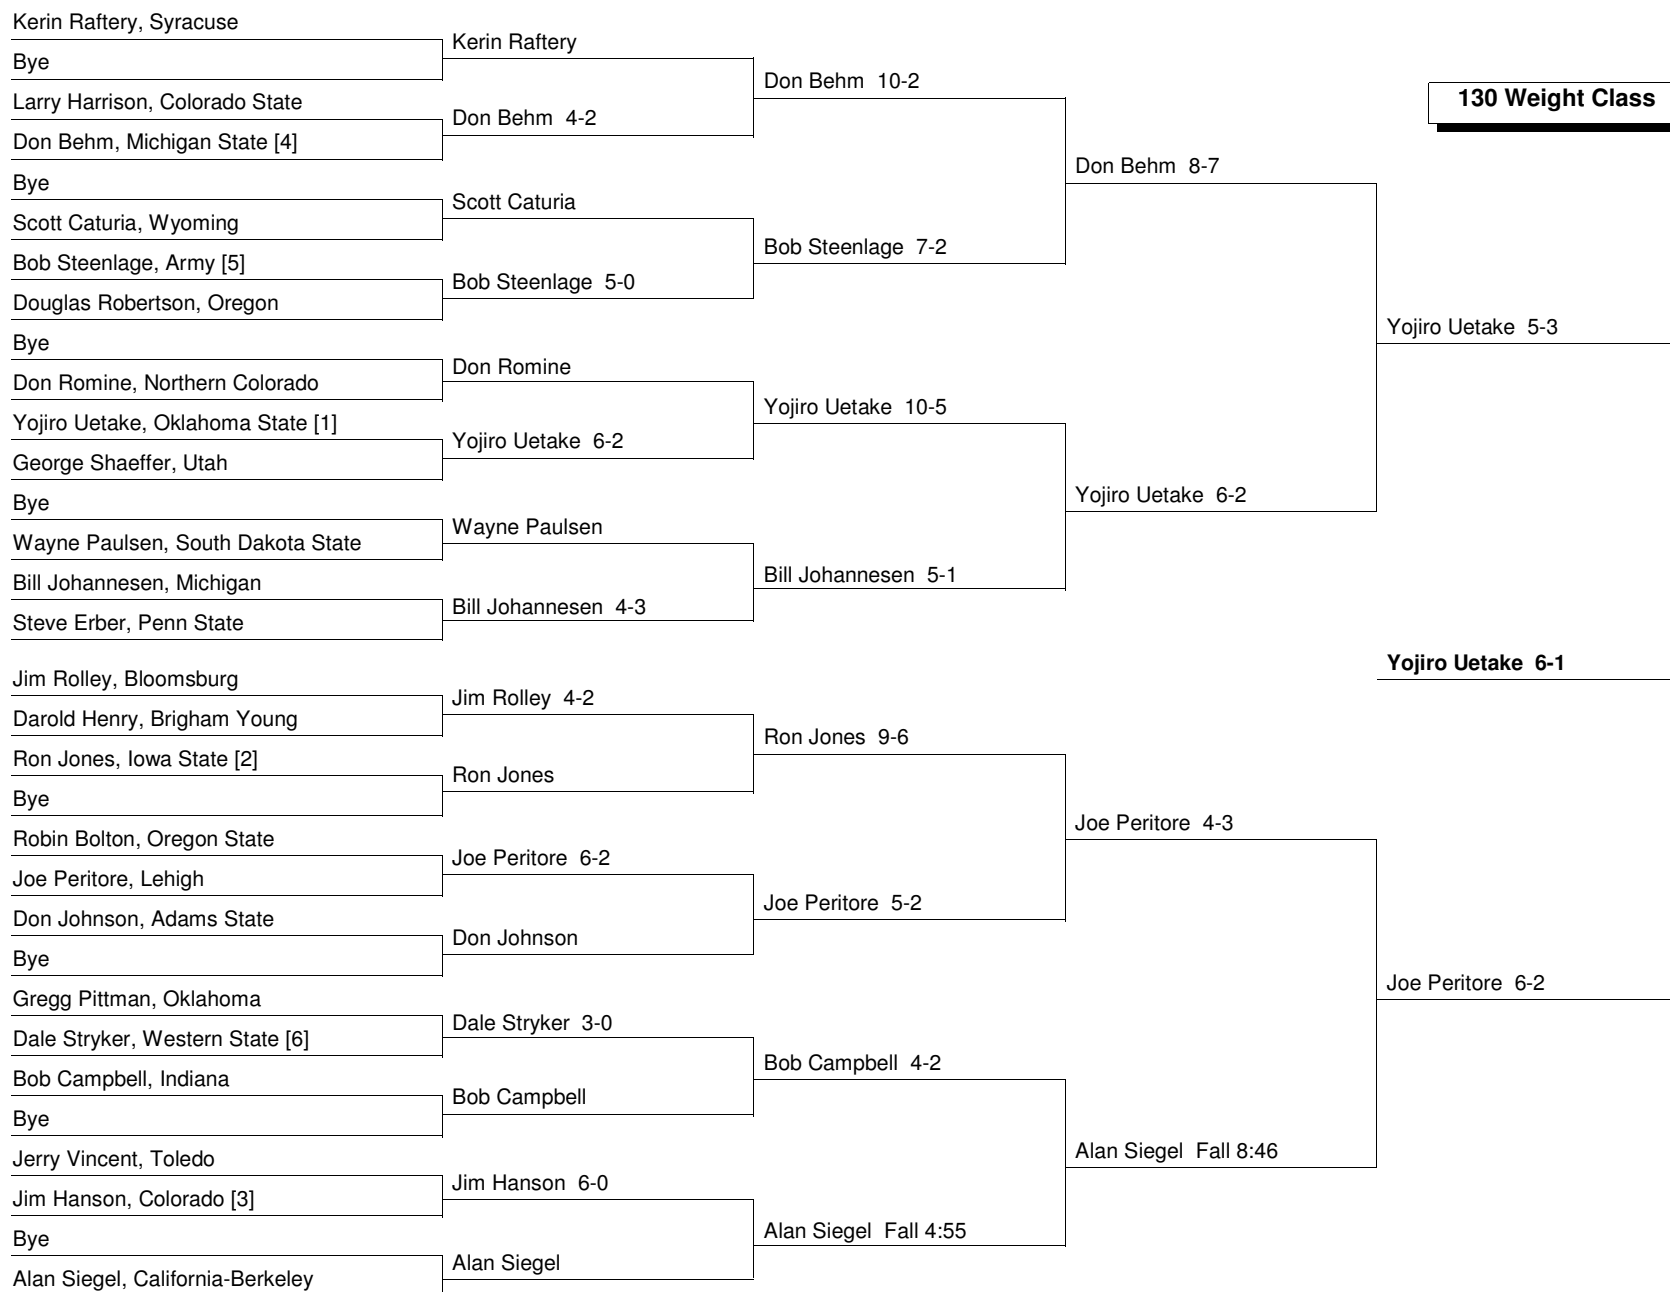 Kerin Raftery, Syracuse
Bye
Larry Harrison, Colorado State
Don Behm, Michigan State [4]
Bye
Scott Caturia, Wyoming
Bob Steenlage, Army [5]
Douglas Robertson, Oregon
Bye
Don Romine, Northern Colorado
Yojiro Uetake, Oklahoma State [1]
George Shaeffer, Utah
Bye
Wayne Paulsen, South Dakota State
Bill Johannesen, Michigan
Steve Erber, Penn State
Jim Rolley, Bloomsburg
Darold Henry, Brigham Young
Ron Jones, Iowa State [2]
Bye
Robin Bolton, Oregon State
Joe Peritore, Lehigh
Don Johnson, Adams State
Bye
Gregg Pittman, Oklahoma
Dale Stryker, Western State [6]
Bob Campbell, Indiana
Bye
Jerry Vincent, Toledo
Jim Hanson, Colorado [3]
Bye
Alan Siegel, California-Berkeley
Kerin Raftery
Don Behm 4-2
Scott Caturia
Bob Steenlage 5-0
Don Romine
Yojiro Uetake 6-2
Wayne Paulsen
Bill Johannesen 4-3
Jim Rolley 4-2
Ron Jones
Joe Peritore 6-2
Don Johnson
Dale Stryker 3-0
Bob Campbell
Jim Hanson 6-0
Alan Siegel
Don Behm 10-2
Bob Steenlage 7-2
Yojiro Uetake 10-5
Bill Johannesen 5-1
Ron Jones 9-6
Joe Peritore 5-2
Bob Campbell 4-2
Alan Siegel Fall 4:55
Don Behm 8-7
Yojiro Uetake 6-2
Joe Peritore 4-3
Alan Siegel Fall 8:46
130 Weight Class
Yojiro Uetake 5-3
Yojiro Uetake 6-1
Joe Peritore 6-2